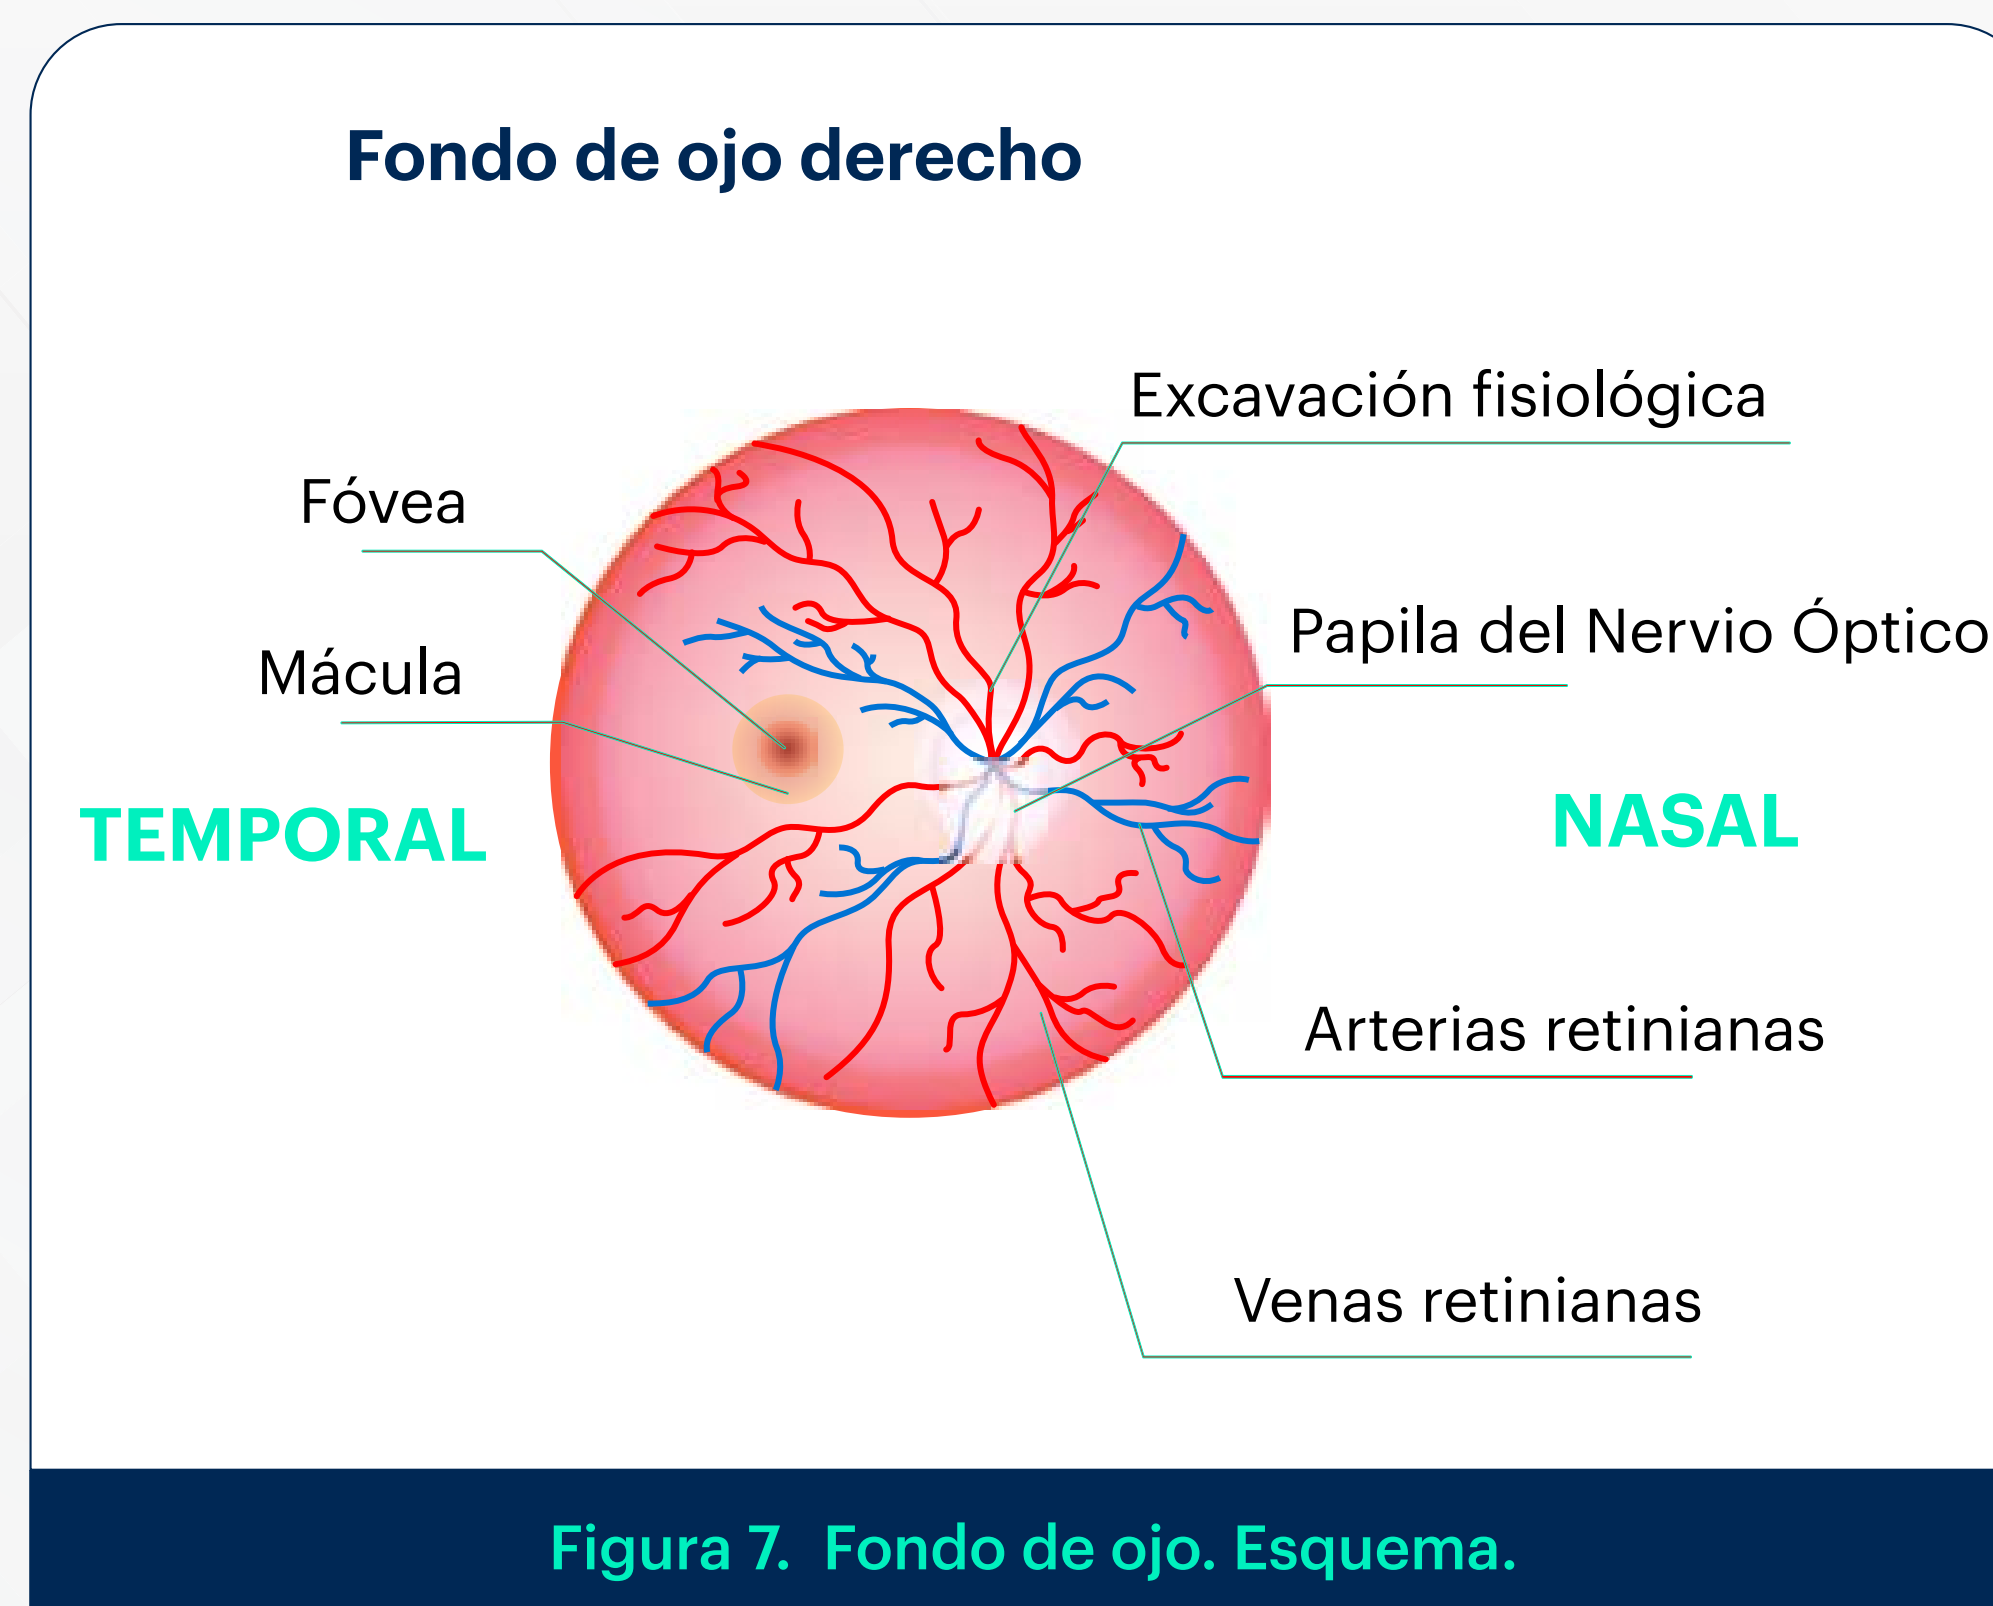 Fondo de ojo derecho
Excavación fisiológica
Fóvea
Papila del Nervio Óptico
Mácula
TEMPORAL
NASAL
Arterias retinianas
Venas retinianas
Figura 7. Fondo de ojo. Esquema.